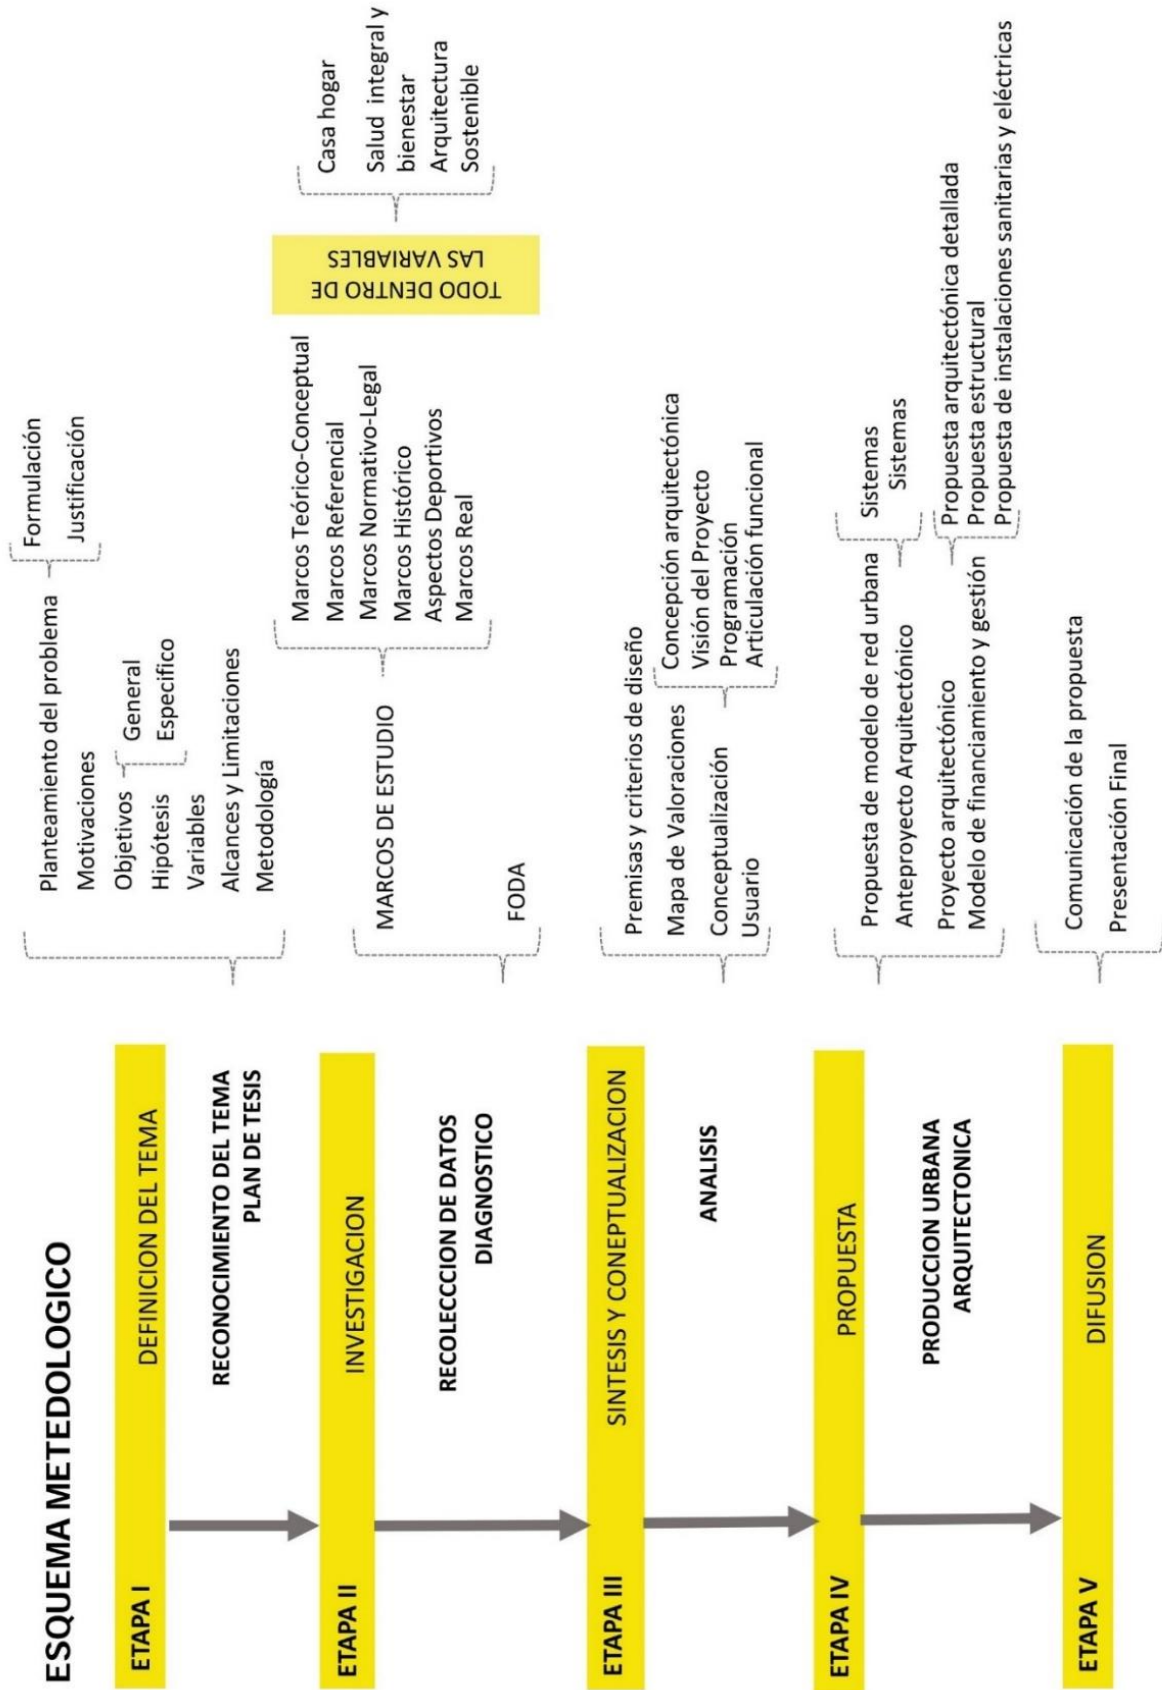 ESQUEMA METEDOLOGICO
ETAPA I
DEFINICION DEL TEMA
RECONOCIMIENTO DEL TEMA
PLAN DE TESIS
Planteamiento del problema
Formulación
Justificación
Motivaciones
Objetivos
General
Especifico
Hipótesis
Variables
Alcances y Limitaciones
Metodología
ETAPA II
INVESTIGACION
RECOLECCCION DE DATOS
DIAGNOSTICO
MARCOS DE ESTUDIO
Marcos Teórico-Conceptual
Marcos Referencial
Marcos Normativo-Legal
Marcos Histórico
Aspectos Deportivos
Marcos Real
TODO DENTRO DE
LAS VARIABLES
Casa hogar
Salud integral y
bienestar
Arquitectura
Sostenible
FODA
ETAPA III
SINTESIS Y CONEPTUALIZACION
ANALISIS
Premisas y criterios de diseño
Mapa de Valoraciones
Conceptualización
Usuario
Concepción arquitectónica
Visión del Proyecto
Programación
Articulación funcional
ETAPA IV
PROPUESTA
PRODUCCION URBANA
ARQUITECTONICA
Propuesta de modelo de red urbana
Anteproyecto Arquitectónico
Sistemas
Sistemas
Proyecto arquitectónico
Modelo de financiamiento y gestión
Propuesta arquitectónica detallada
Propuesta estructural
Propuesta de instalaciones sanitarias y eléctricas
ETAPA V
DIFUSION
Comunicación de la propuesta
Presentación Final